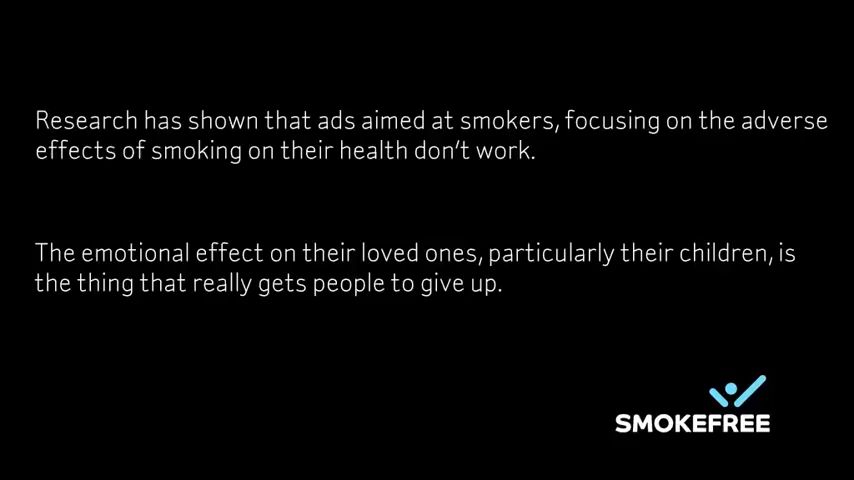 Research has shown that ads aimed at smokers, focusing on the adverse
effects of smoking on their health don't work.
The emotional effect on their loved ones, particularly their children, is
the thing that really gets people to give up.
SMOKEFREE